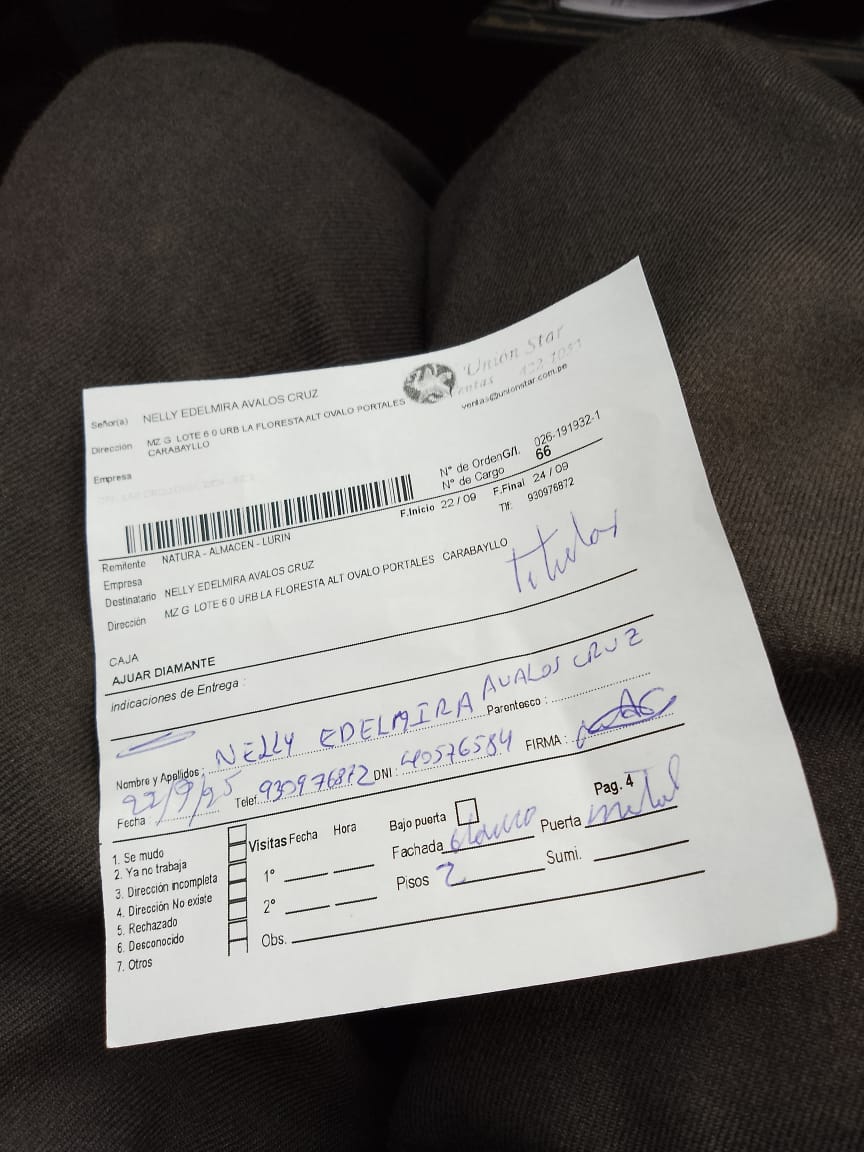 Unión Star
ventas 422-1051
ventas@unionstar.com.pe
Señor(a) NELLY EDELMIRA AVALOS CRUZ
Dirección MZ G LOTE 6 0 URB LA FLORESTA ALT OVALO PORTALES
CARABAYLLO
Empresa
N° de OrdenG/I. 026-191932-1
N° de Cargo 66
F.Inicio 22 / 09 F.Final 24 / 09
Tlf: 930976872
Remitente NATURA - ALMACEN - LURIN
Empresa
Destinatario NELLY EDELMIRA AVALOS CRUZ
Dirección MZ G LOTE 6 0 URB LA FLORESTA ALT OVALO PORTALES CARABAYLLO
titular
CAJA
AJUAR DIAMANTE
Indicaciones de Entrega :
Nombre y Apellidos : NELLY EDELMIRA AVALOS CRUZ Parentesco :
Fecha : 22/9/25 Telef. 930976872 DNI : 40576584 FIRMA :
Pag. 4
1. Se mudo
2. Ya no trabaja
3. Dirección incompleta
4. Dirección No existe
5. Rechazado
6. Desconocido
7. Otros
Visitas Fecha Hora
1°
2°
Obs.
Bajo puerta
Fachada blanco Puerta metal
Pisos 2 Sumi.